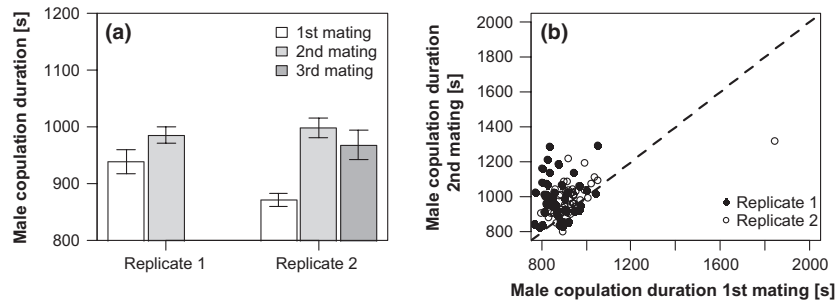 (a)
Male copulation duration [s]
1200
1100
1000
900
800
1st mating
2nd mating
3rd mating
Replicate 1
Replicate 2
(b)
Male copulation duration
2nd mating [s]
2000
1800
1600
1400
1200
1000
800
Replicate 1
Replicate 2
800
1200
1600
2000
Male copulation duration 1st mating [s]